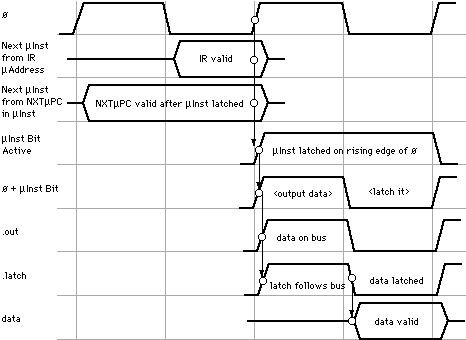 ø
Next µInst
from IR
µAddress
IR valid
Next µInst
from NXTµPC
in µInst
NXTµPC valid after µInst latched
µInst Bit
Active
µInst latched on rising edge of ø
ø + µInst Bit
<output data>
<latch it>
.out
data on bus
.latch
latch follows bus
data latched
data
data valid